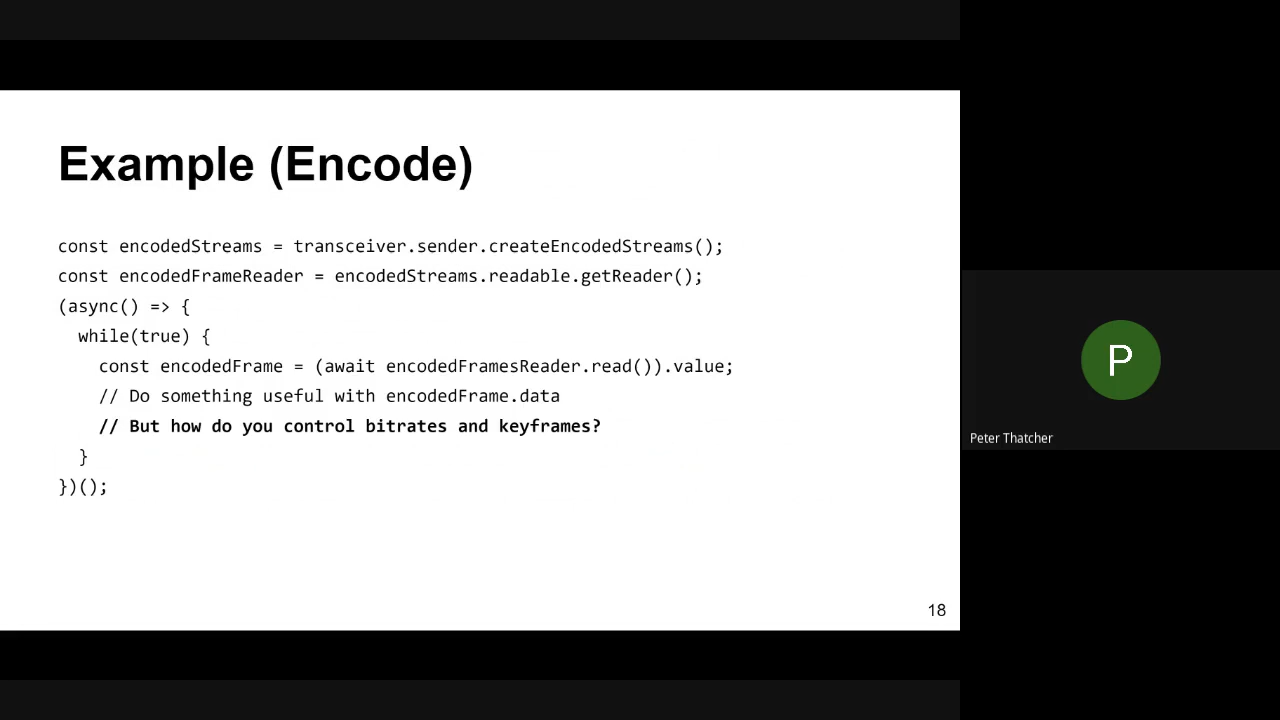 Example (Encode)
const encodedStreams = transceiver.sender.createEncodedStreams();
const encodedFrameReader = encodedStreams.readable.getReader();
(async() => {
  while(true) {
    const encodedFrame = (await encodedFramesReader.read()).value;
    // Do something useful with encodedFrame.data
    // But how do you control bitrates and keyframes?
  }
})();
18
P
Peter Thatcher